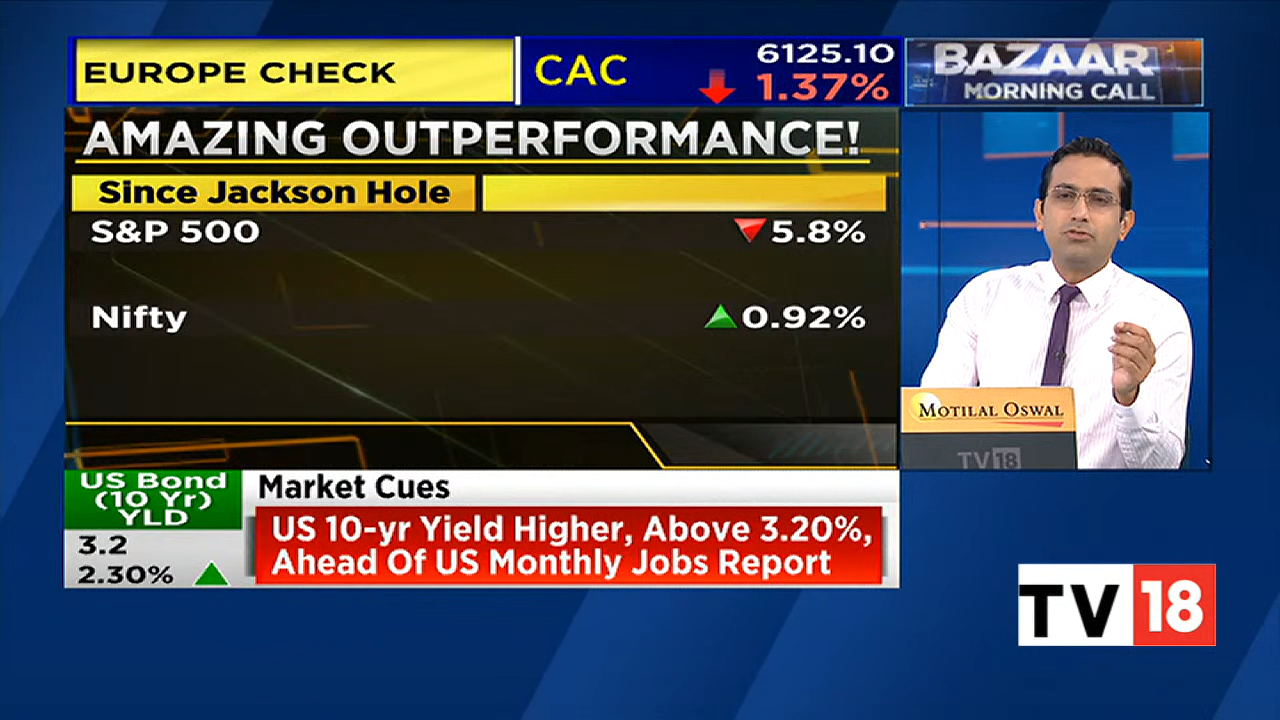 EUROPE CHECK
CAC
6125.10
1.37%
BAZAAR
MORNING CALL
AMAZING OUTPERFORMANCE!
Since Jackson Hole
S&P 500 5.8%
Nifty 0.92%
MOTILAL OSWAL
TV18
US Bond
(10 Yr)
YLD
3.2
2.30%
Market Cues
US 10-yr Yield Higher, Above 3.20%,
Ahead Of US Monthly Jobs Report
TV18